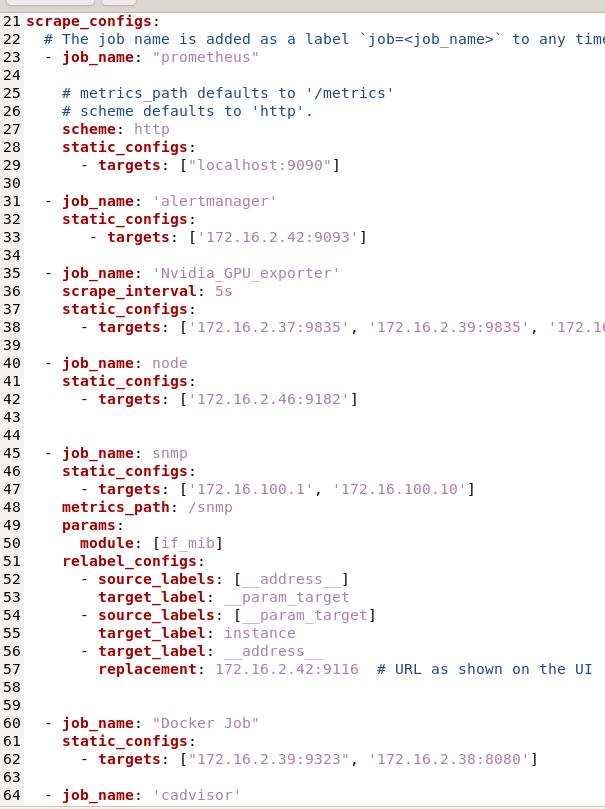 21 scrape_configs:
22   # The job name is added as a label `job=<job_name>` to any time
23   - job_name: "prometheus"
24
25     # metrics_path defaults to '/metrics'
26     # scheme defaults to 'http'.
27     scheme: http
28     static_configs:
29       - targets: ["localhost:9090"]
30
31   - job_name: 'alertmanager'
32     static_configs:
33        - targets: ['172.16.2.42:9093']
34
35   - job_name: 'Nvidia_GPU_exporter'
36     scrape_interval: 5s
37     static_configs:
38       - targets: ['172.16.2.37:9835', '172.16.2.39:9835', '172.16
39
40   - job_name: node
41     static_configs:
42       - targets: ['172.16.2.46:9182']
43
44
45   - job_name: snmp
46     static_configs:
47       - targets: ['172.16.100.1', '172.16.100.10']
48     metrics_path: /snmp
49     params:
50       module: [if_mib]
51     relabel_configs:
52       - source_labels: [__address__]
53         target_label: __param_target
54       - source_labels: [__param_target]
55         target_label: instance
56       - target_label: __address__
57         replacement: 172.16.2.42:9116  # URL as shown on the UI
58
59
60   - job_name: "Docker Job"
61     static_configs:
62       - targets: ["172.16.2.39:9323", '172.16.2.38:8080']
63
64   - job_name: 'cadvisor'